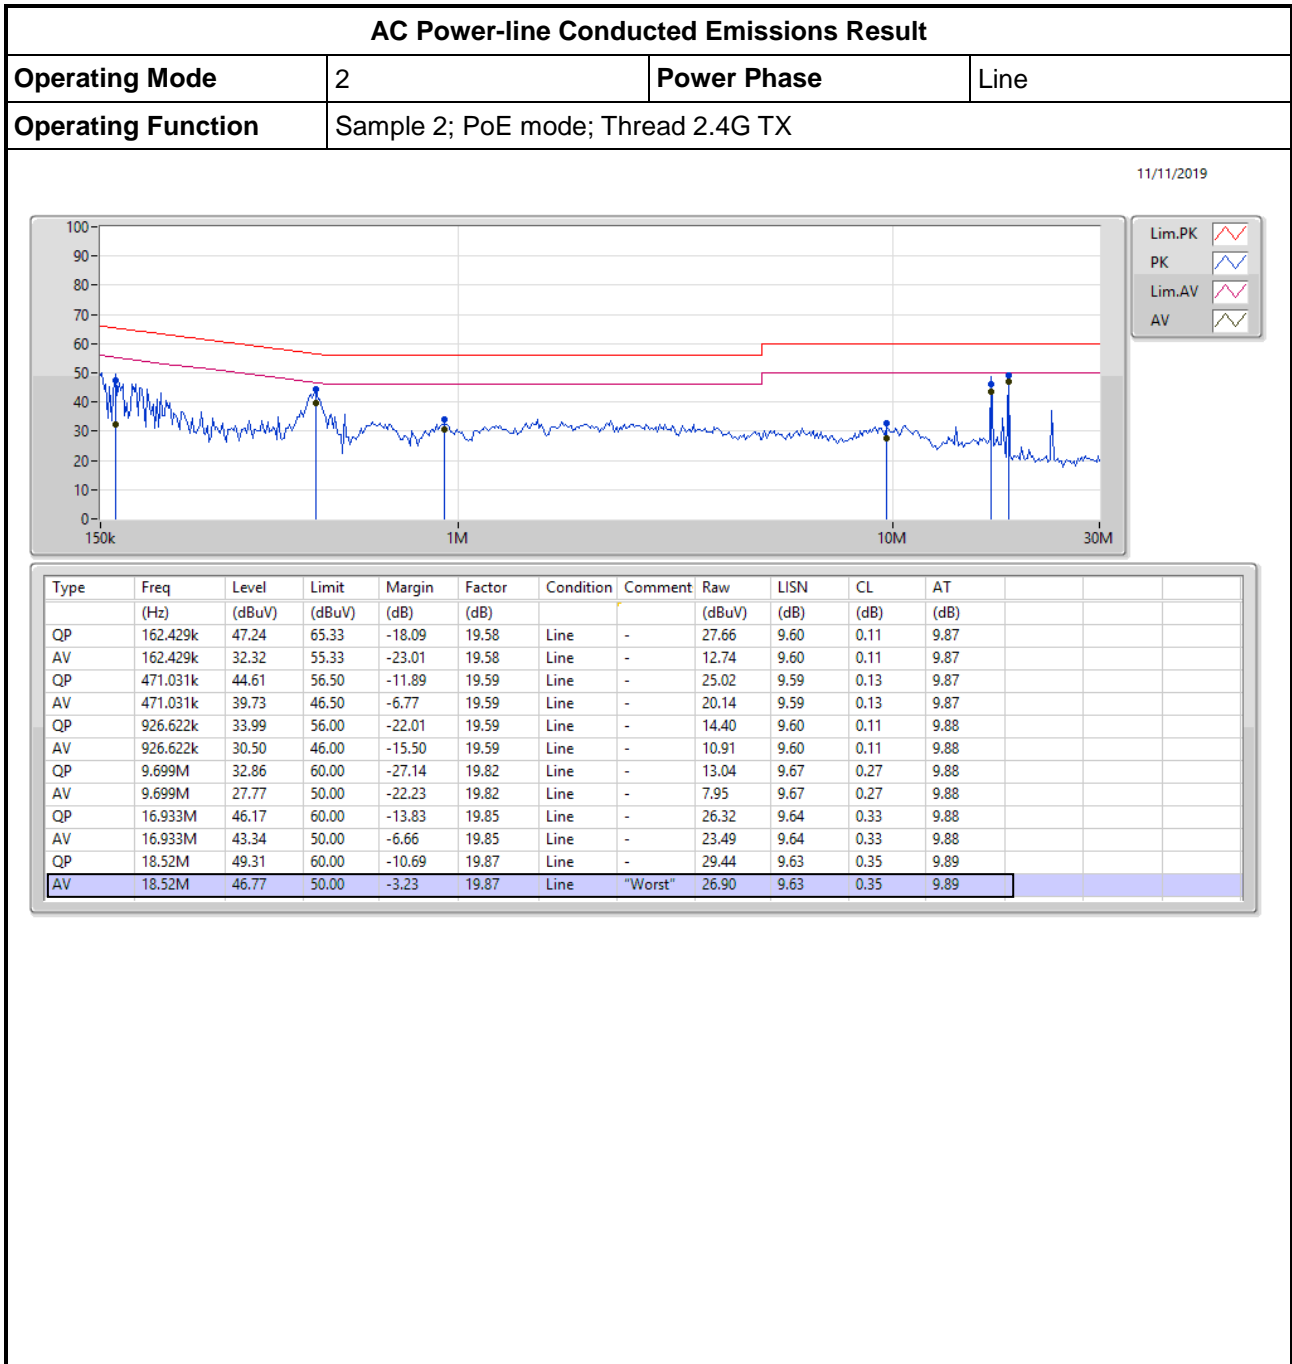 AC Power-line Conducted Emissions Result
Operating Mode 2 Power Phase Line
Operating Function Sample 2; PoE mode; Thread 2.4G TX
11/11/2019
100
90
80
70
60
50
40
30
20
10
0
150k 1M 10M 30M
Lim.PK
PK
Lim.AV
AV
Type Freq Level Limit Margin Factor Condition Comment Raw LISN CL AT
(Hz) (dBuV) (dBuV) (dB) (dB) (dBuV) (dB) (dB) (dB)
QP 162.429k 47.24 65.33 -18.09 19.58 Line - 27.66 9.60 0.11 9.87
AV 162.429k 32.32 55.33 -23.01 19.58 Line - 12.74 9.60 0.11 9.87
QP 471.031k 44.61 56.50 -11.89 19.59 Line - 25.02 9.59 0.13 9.87
AV 471.031k 39.73 46.50 -6.77 19.59 Line - 20.14 9.59 0.13 9.87
QP 926.622k 33.99 56.00 -22.01 19.59 Line - 14.40 9.60 0.11 9.88
AV 926.622k 30.50 46.00 -15.50 19.59 Line - 10.91 9.60 0.11 9.88
QP 9.699M 32.86 60.00 -27.14 19.82 Line - 13.04 9.67 0.27 9.88
AV 9.699M 27.77 50.00 -22.23 19.82 Line - 7.95 9.67 0.27 9.88
QP 16.933M 46.17 60.00 -13.83 19.85 Line - 26.32 9.64 0.33 9.88
AV 16.933M 43.34 50.00 -6.66 19.85 Line - 23.49 9.64 0.33 9.88
QP 18.52M 49.31 60.00 -10.69 19.87 Line - 29.44 9.63 0.35 9.89
AV 18.52M 46.77 50.00 -3.23 19.87 Line "Worst" 26.90 9.63 0.35 9.89